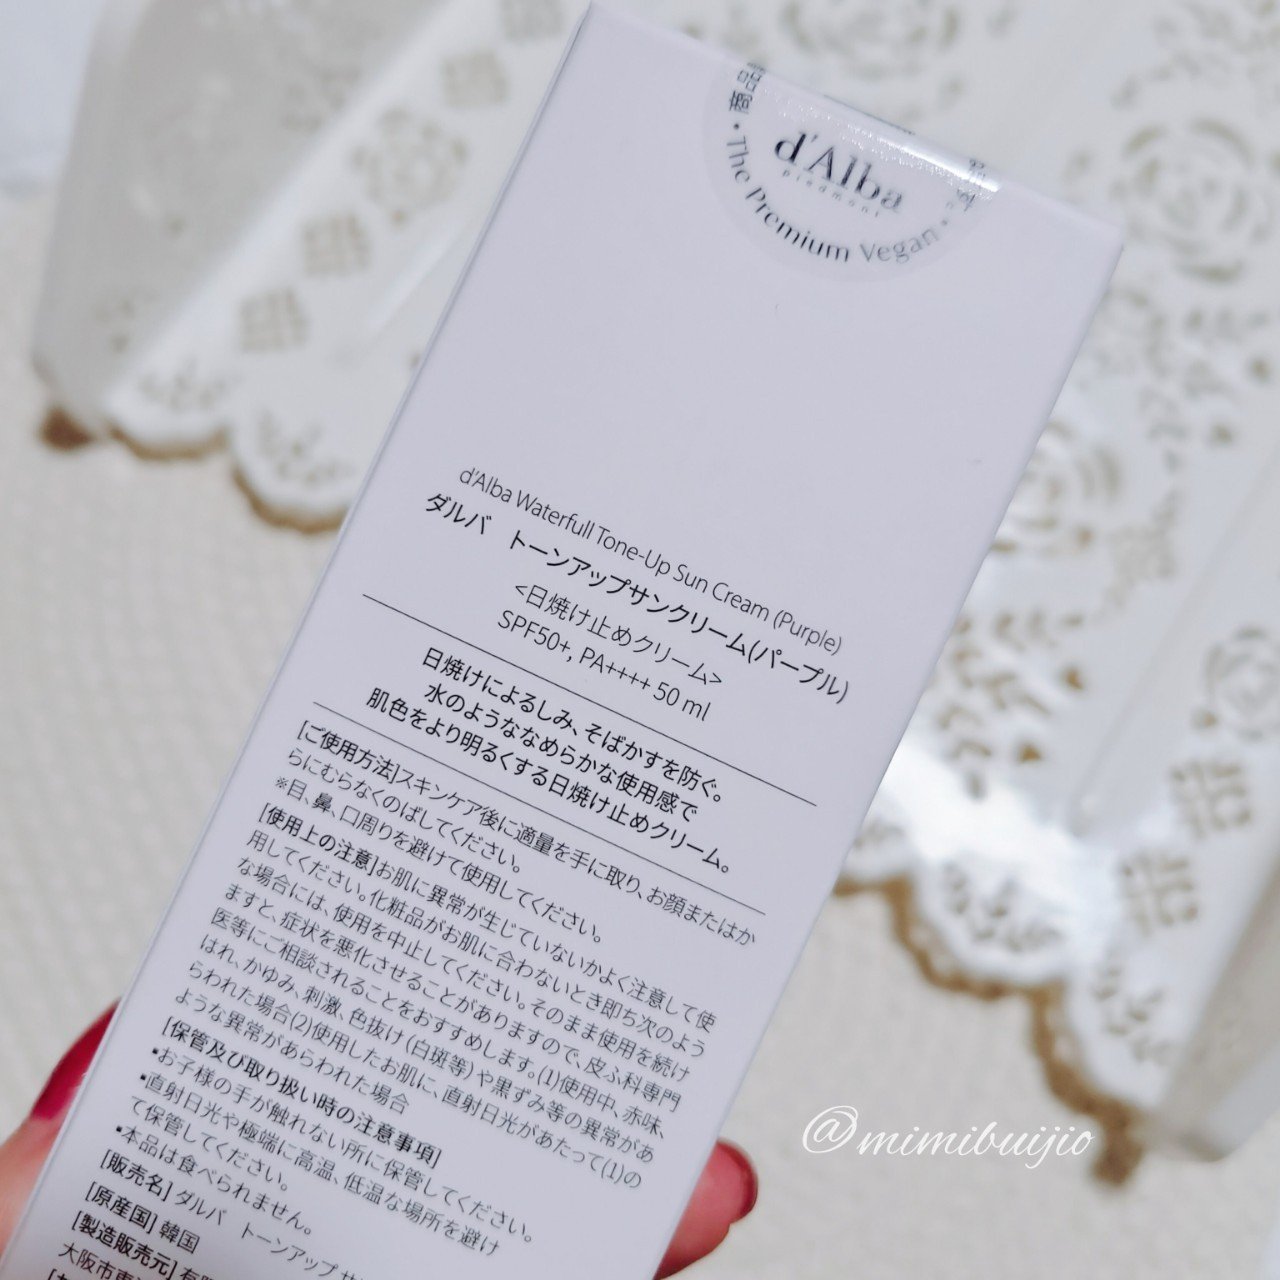 商品
d'Alba
Piedmont
• The Premium Vegan •
d'Alba Waterfull Tone-Up Sun Cream (Purple)
ダルバ　トーンアップサンクリーム(パープル)
<日焼け止めクリーム>
SPF50+, PA++++ 50 ml
日焼けによるしみ、そばかすを防ぐ。
水のようななめらかな使用感で
肌色をより明るくする日焼け止めクリーム。
[ご使用方法]スキンケア後に適量を手に取り、お顔またはか
らにむらなくのばしてください。
※目、鼻、口周りを避けて使用してください。
[使用上の注意]お肌に異常が生じていないかよく注意して使
用してください。化粧品がお肌に合わないとき即ち次のよう
な場合には、使用を中止してください。そのまま使用を続け
ますと、症状を悪化させることがありますので、皮ふ科専門
医等にご相談されることをおすすめします。(1)使用中、赤味、
はれ、かゆみ、刺激、色抜け (白斑等) や黒ずみ等の異常があ
らわれた場合(2)使用したお肌に、直射日光があたって(1)の
ような異常があらわれた場合
[保管及び取り扱い時の注意事項]
▪お子様の手が触れない所に保管してください。
▪直射日光や極端に高温、低温な場所を避け
て保管してください。
▪本品は食べられません。
[販売名] ダルバ　トーンアップ サ
[原産国] 韓国
[製造販売元] 有限
大阪市東
@mimibuijio